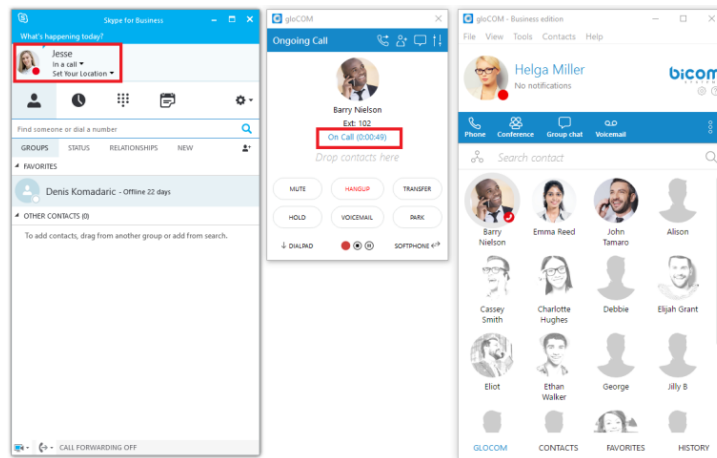 Skype for Business
What's happening today?
Jesse
In a call
Set Your Location
Find someone or dial a number
GROUPS STATUS RELATIONSHIPS NEW
FAVORITES
Denis Komadaric - Offline 22 days
OTHER CONTACTS (0)
To add contacts, drag from another group or add from search.
CALL FORWARDING OFF
gloCOM
Ongoing Call
Barry Nielson
Ext: 102
On Call (0:00:49)
Drop contacts here
MUTE HANGUP TRANSFER
HOLD VOICEMAIL PARK
DIALPAD SOFTPHONE
gloCOM - Business edition
File View Tools Contacts Help
Helga Miller
No notifications
bicom
SYSTEMS
Phone Conference Group chat Voicemail
Search contact
Barry Nielson Emma Reed John Tamaro Alison
Cassey Smith Charlotte Hughes Debbie Elijah Grant
Eliot Ethan Walker George Jilly B
GLOCOM CONTACTS FAVORITES HISTORY